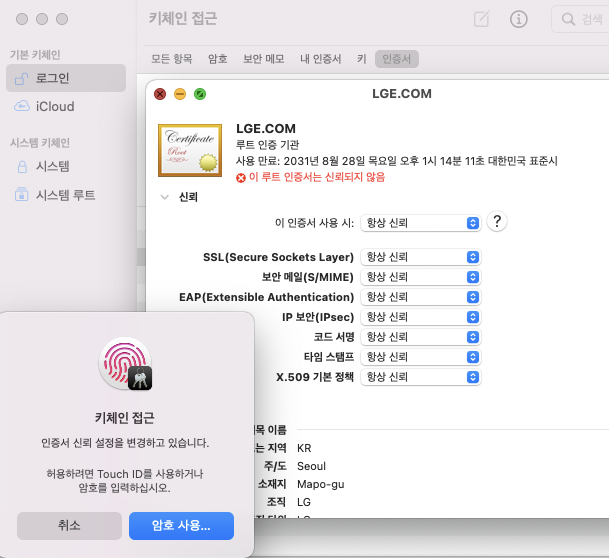 키체인 접근
검색
기본 키체인
로그인
iCloud
시스템 키체인
시스템
시스템 루트
모든 항목 암호 보안 메모 내 인증서 키 인증서
LGE.COM
Certificate
Root
LGE.COM
루트 인증 기관
사용 만료: 2031년 8월 28일 목요일 오후 1시 14분 11초 대한민국 표준시
이 루트 인증서는 신뢰되지 않음
신뢰
이 인증서 사용 시: 항상 신뢰 ?
SSL(Secure Sockets Layer) 항상 신뢰
보안 메일(S/MIME) 항상 신뢰
EAP(Extensible Authentication) 항상 신뢰
IP 보안(IPsec) 항상 신뢰
코드 서명 항상 신뢰
타임 스탬프 항상 신뢰
X.509 기본 정책 항상 신뢰
이름
지역 KR
주/도 Seoul
소재지 Mapo-gu
조직 LG
키체인 접근
인증서 신뢰 설정을 변경하고 있습니다.
허용하려면 Touch ID를 사용하거나
암호를 입력하십시오.
취소 암호 사용...